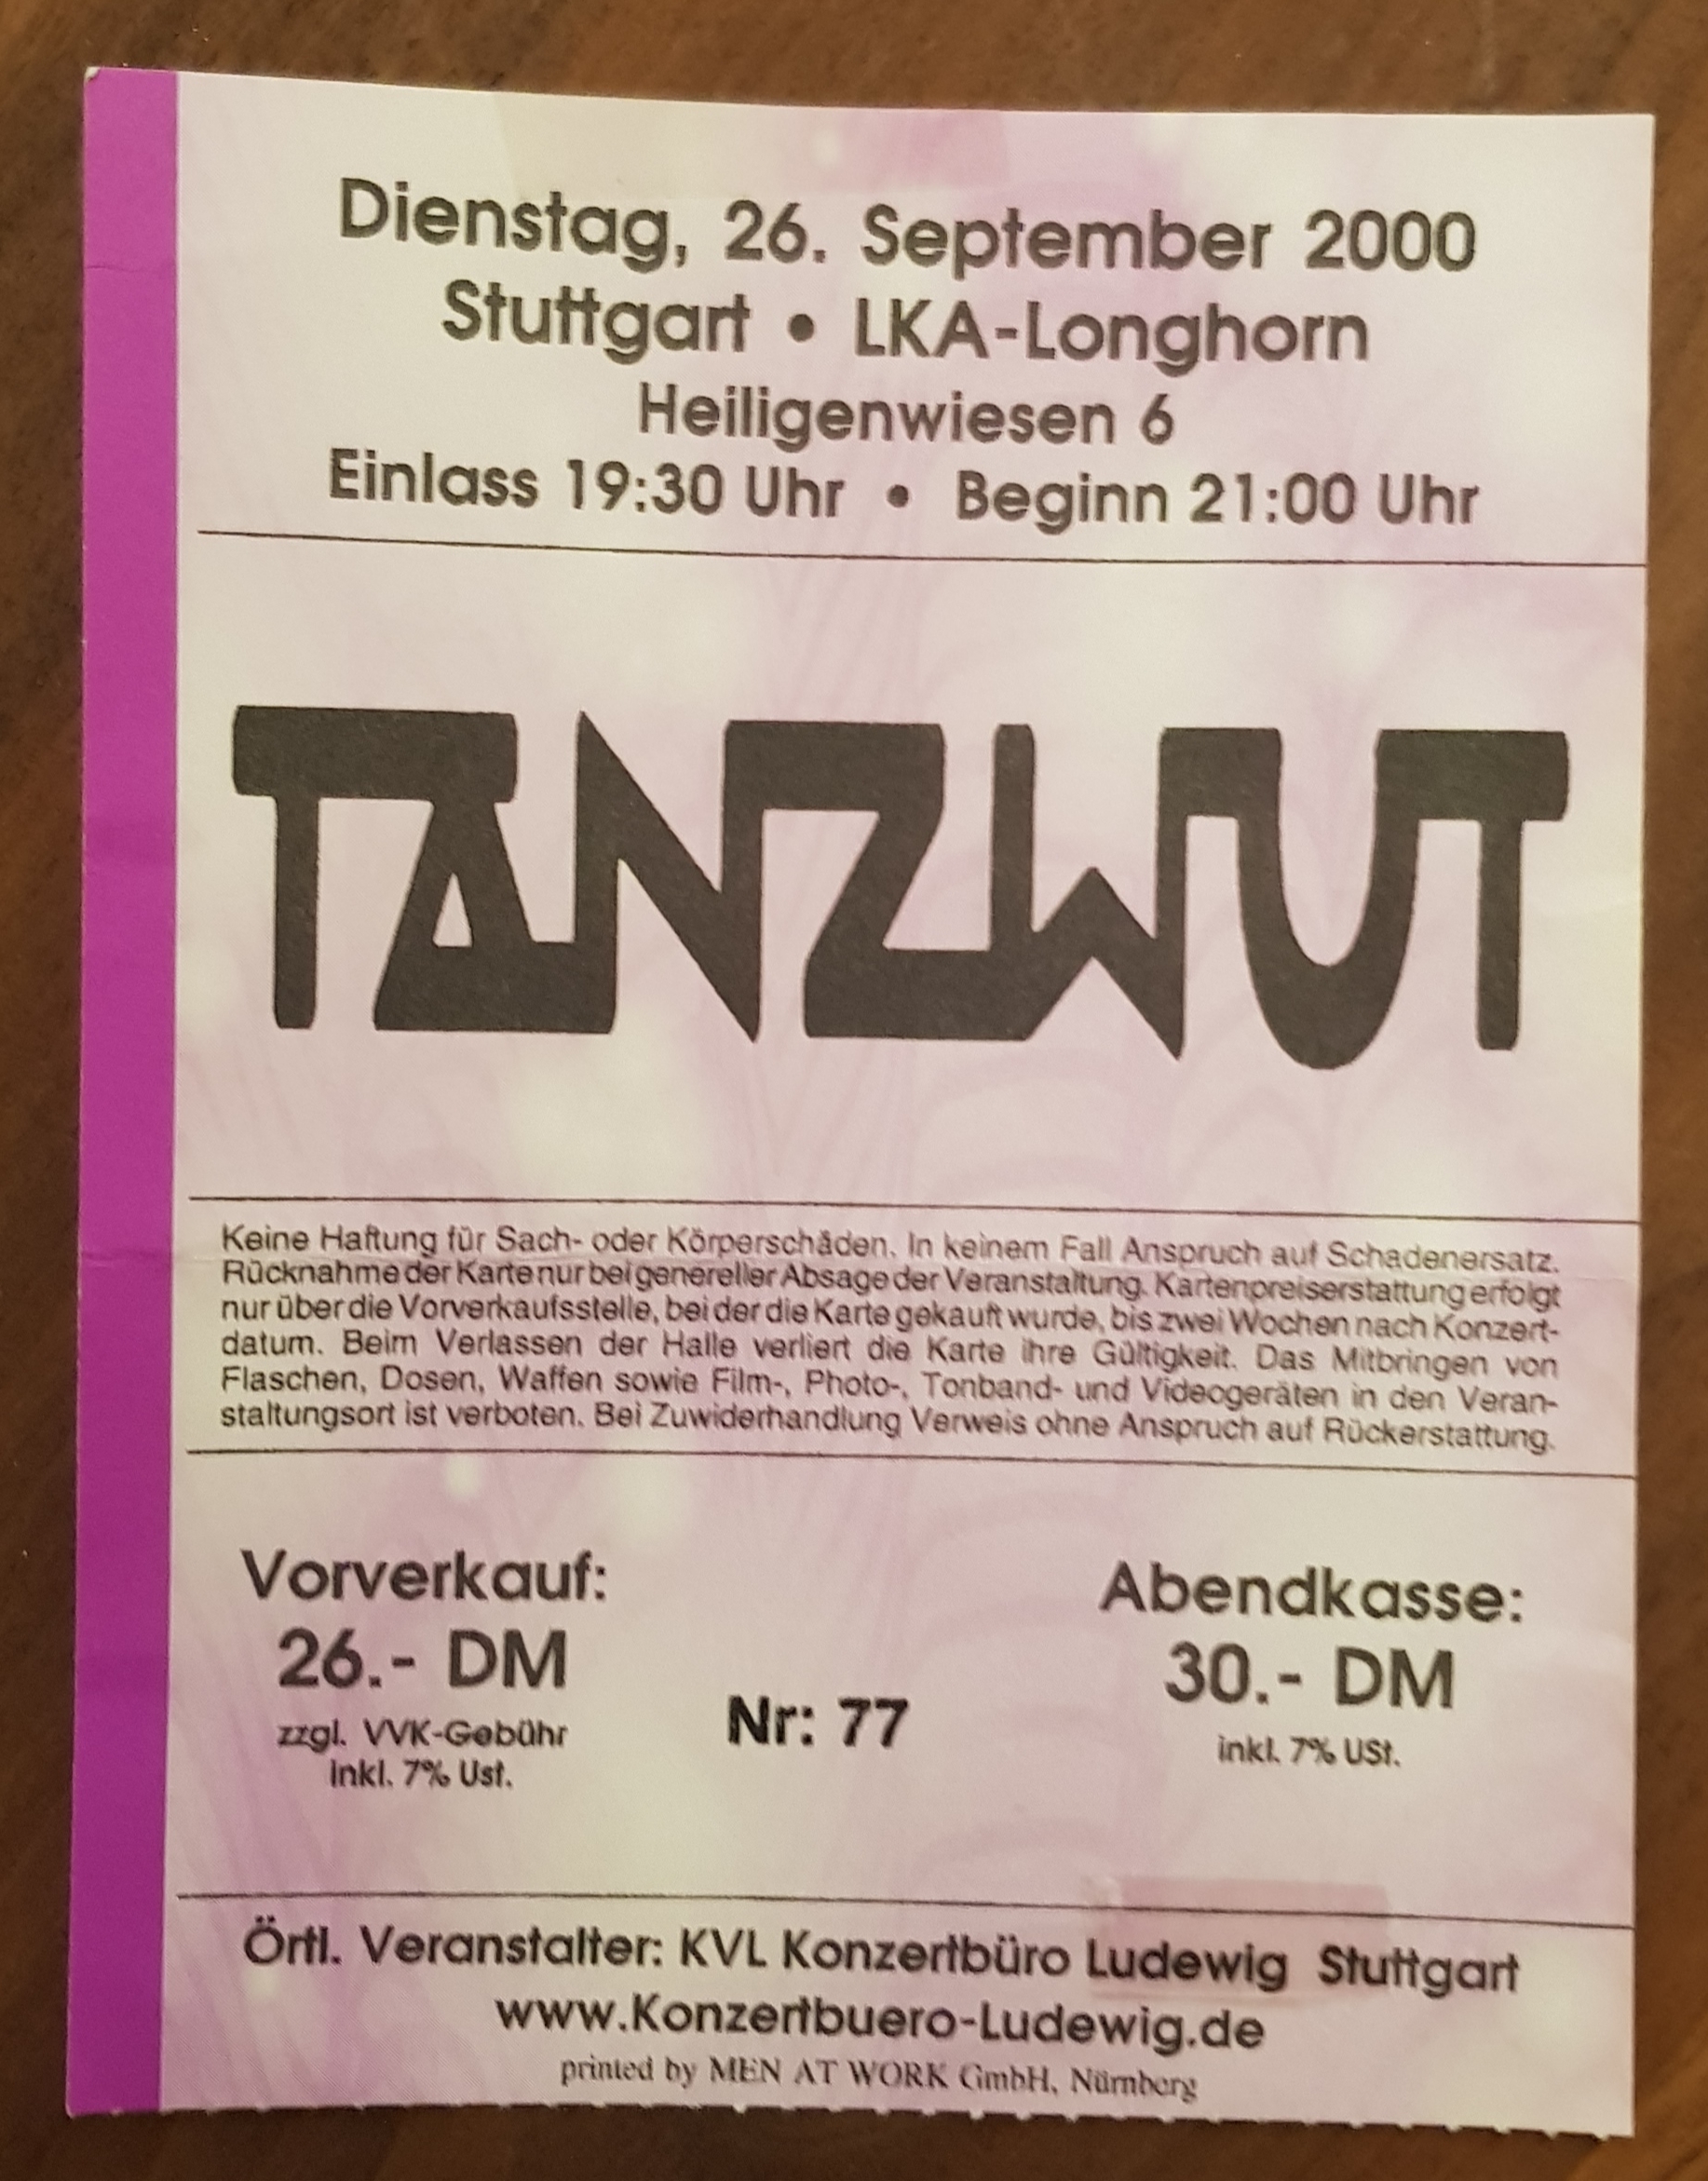 Dienstag, 26. September 2000
Stuttgart • LKA-Longhorn
Heiligenwiesen 6
Einlass 19:30 Uhr • Beginn 21:00 Uhr
TANZWUT
Keine Haftung für Sach- oder Körperschäden. In keinem Fall Anspruch auf Schadenersatz.
Rücknahme der Karte nur bei genereller Absage der Veranstaltung. Kartenpreiserstattung erfolgt
nur über die Vorverkaufsstelle, bei der die Karte gekauft wurde, bis zwei Wochen nach Konzert-
datum. Beim Verlassen der Halle verliert die Karte ihre Gültigkeit. Das Mitbringen von
Flaschen, Dosen, Waffen sowie Film-, Photo-, Tonband- und Videogeräten in den Veran-
staltungsort ist verboten. Bei Zuwiderhandlung Verweis ohne Anspruch auf Rückerstattung.
Vorverkauf:
26.- DM
zzgl. VVK-Gebühr
inkl. 7% Ust.
Nr: 77
Abendkasse:
30.- DM
inkl. 7% USt.
Örtl. Veranstalter: KVL Konzertbüro Ludewig Stuttgart
www.Konzertbuero-Ludewig.de
printed by MEN AT WORK GmbH, Nürnberg